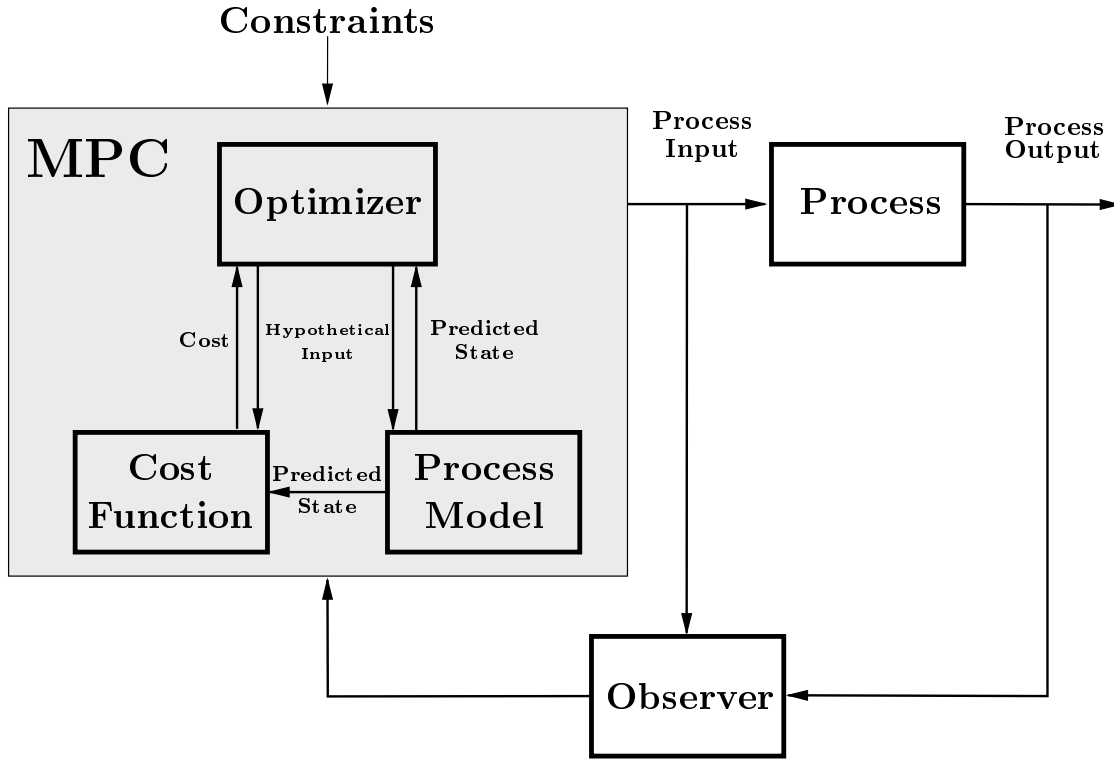 Constraints
MPC
Process
Input
Process
Output
Optimizer
Process
Cost
Hypothetical
Input
Predicted
State
Cost
Function
Predicted
State
Process
Model
Observer